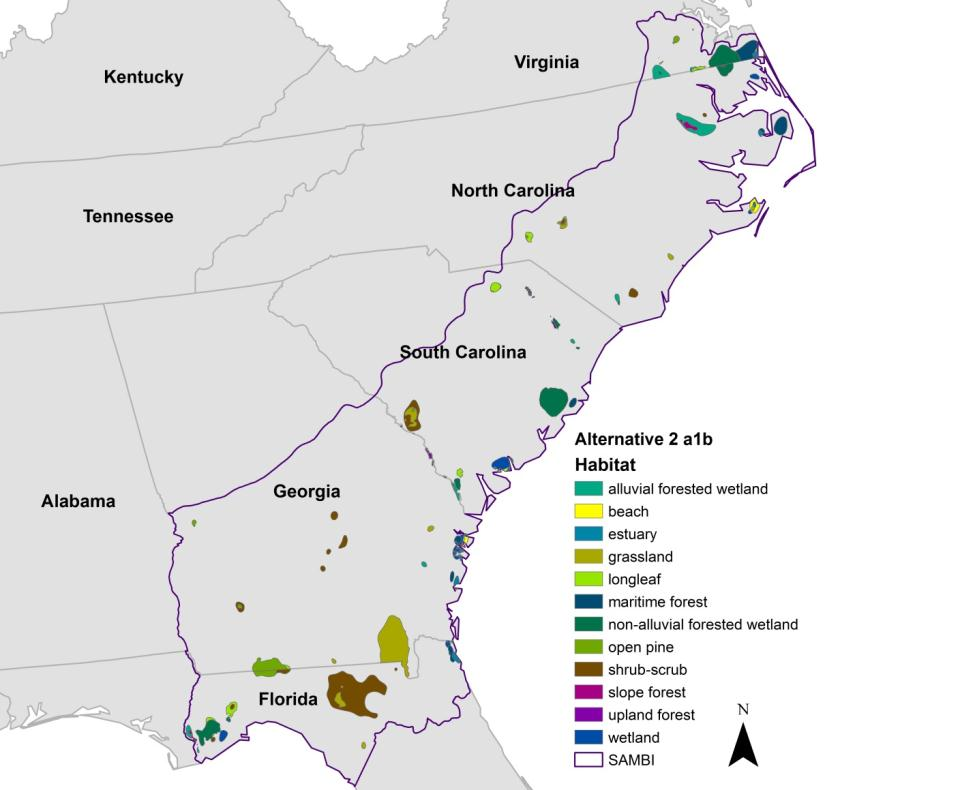 Kentucky
Virginia
Tennessee
North Carolina
South Carolina
Alabama
Georgia
Florida
Alternative 2 a1b
Habitat
alluvial forested wetland
beach
estuary
grassland
longleaf
maritime forest
non-alluvial forested wetland
open pine
shrub-scrub
slope forest
upland forest
wetland
SAMBI
N